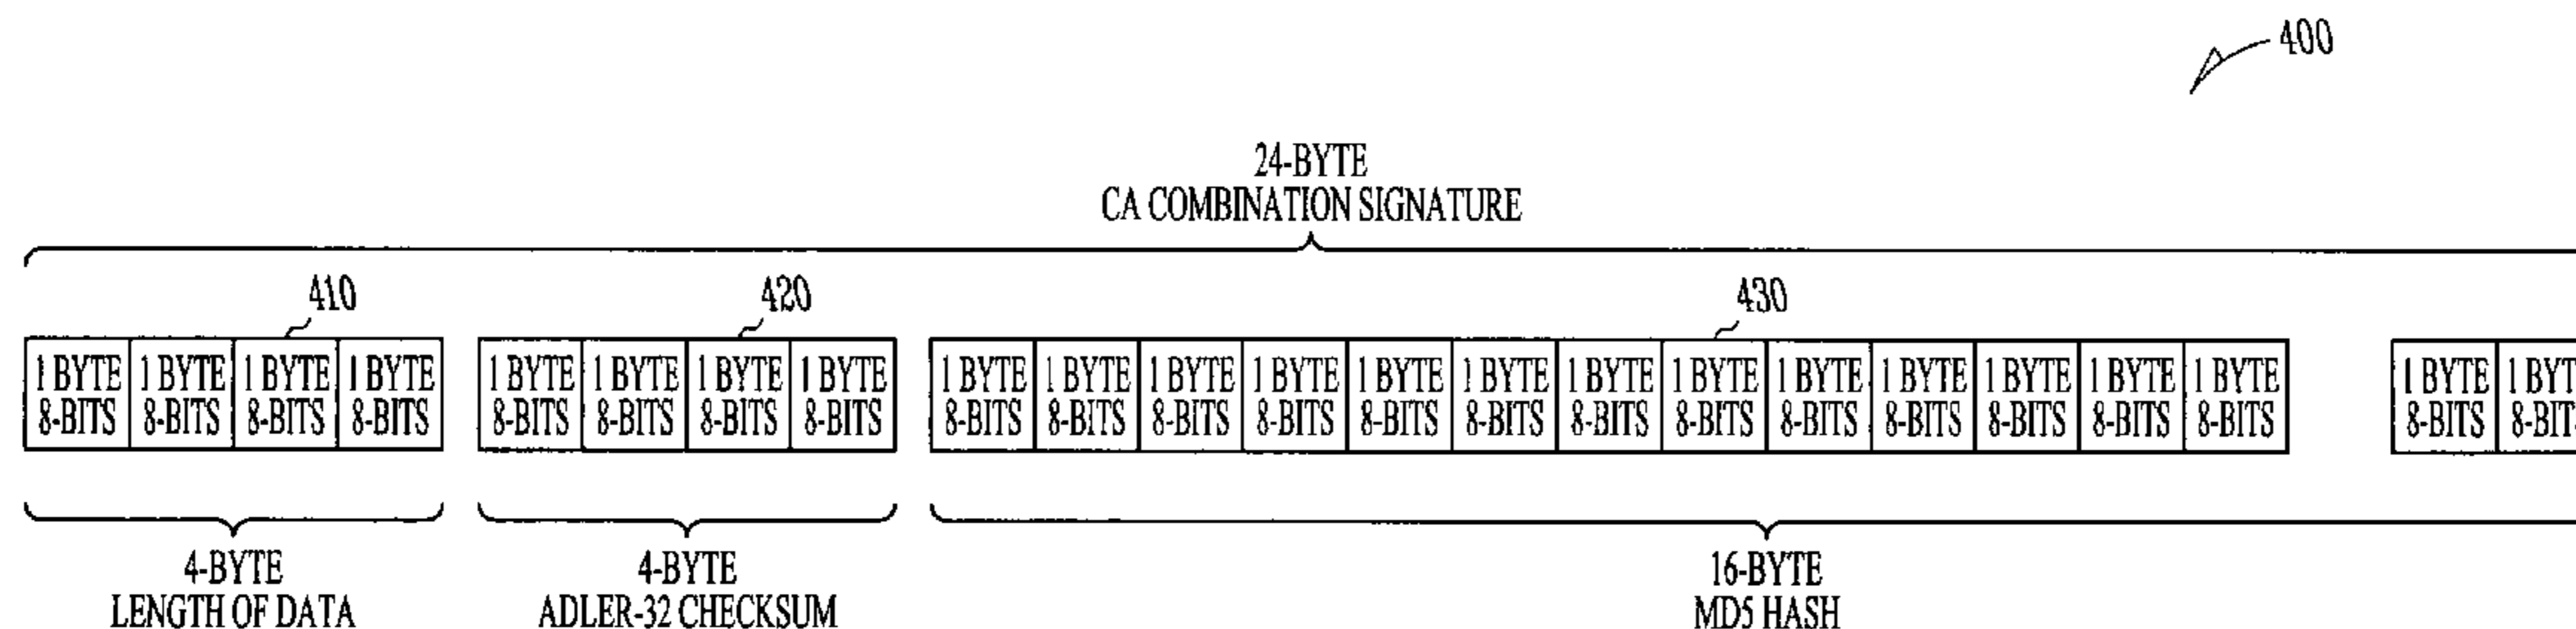 400
24-BYTE
CA COMBINATION SIGNATURE
410
420
430
1 BYTE 1 BYTE 1 BYTE 1 BYTE 1 BYTE 1 BYTE 1 BYTE 1 BYTE 1 BYTE 1 BYTE 1 BYTE 1 BYTE 1 BYTE 1 BYTE 1 BYTE 1 BYTE 1 BYTE 1 BYTE 1 BYTE 1 BYTE 1 BYTE 1 BYTE 1 BYT
8-BITS 8-BITS 8-BITS 8-BITS 8-BITS 8-BITS 8-BITS 8-BITS 8-BITS 8-BITS 8-BITS 8-BITS 8-BITS 8-BITS 8-BITS 8-BITS 8-BITS 8-BITS 8-BITS 8-BITS 8-BITS 8-BITS 8-BIT
4-BYTE
LENGTH OF DATA
4-BYTE
ADLER-32 CHECKSUM
16-BYTE
MD5 HASH